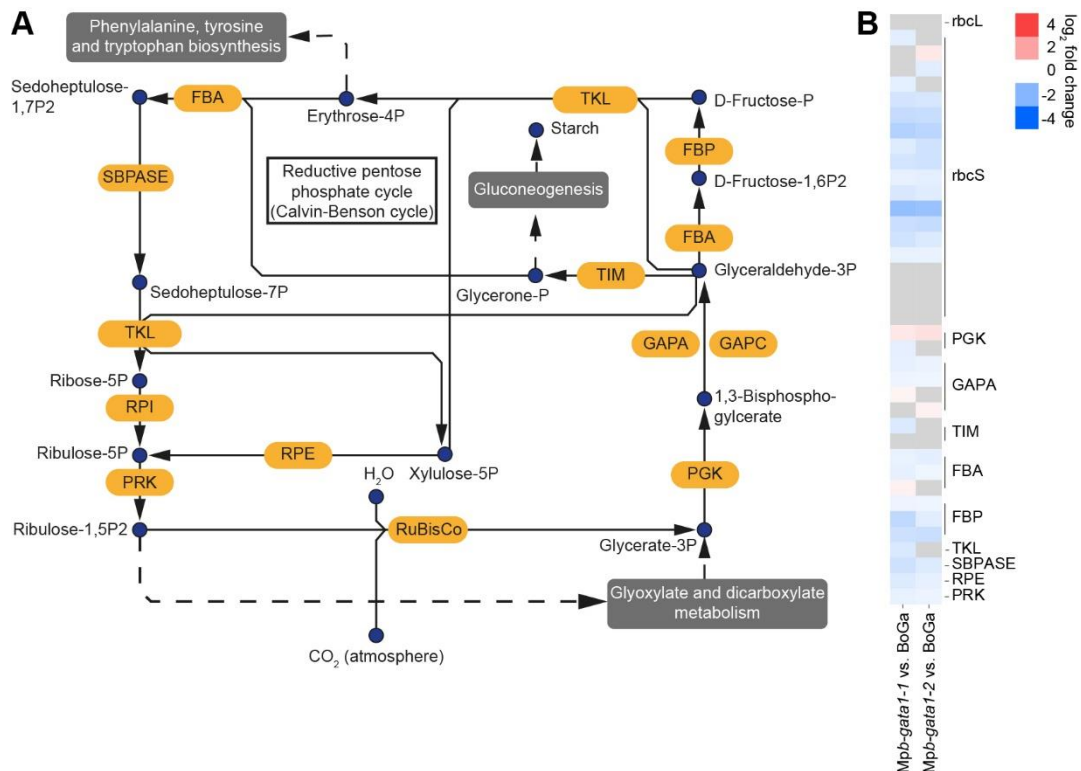 A
Phenylalanine, tyrosine
and tryptophan biosynthesis
Sedoheptulose-
1,7P2
FBA
Erythrose-4P
TKL
D-Fructose-P
Starch
FBP
SBPASE
Reductive pentose
phosphate cycle
(Calvin-Benson cycle)
Gluconeogenesis
D-Fructose-1,6P2
FBA
Sedoheptulose-7P
Glycerone-P
TIM
Glyceraldehyde-3P
TKL
GAPA
GAPC
Ribose-5P
RPI
1,3-Bisphospho-
gylcerate
Ribulose-5P
RPE
Xylulose-5P
H2O
PRK
PGK
Ribulose-1,5P2
RuBisCo
Glycerate-3P
Glyoxylate and dicarboxylate
metabolism
CO2 (atmosphere)
B
rbcL
rbcS
PGK
GAPA
TIM
FBA
FBP
TKL
SBPASE
RPE
PRK
Mpb-gata1-1 vs. BoGa
Mpb-gata1-2 vs. BoGa
4
2
0
-2
-4
log2 fold change